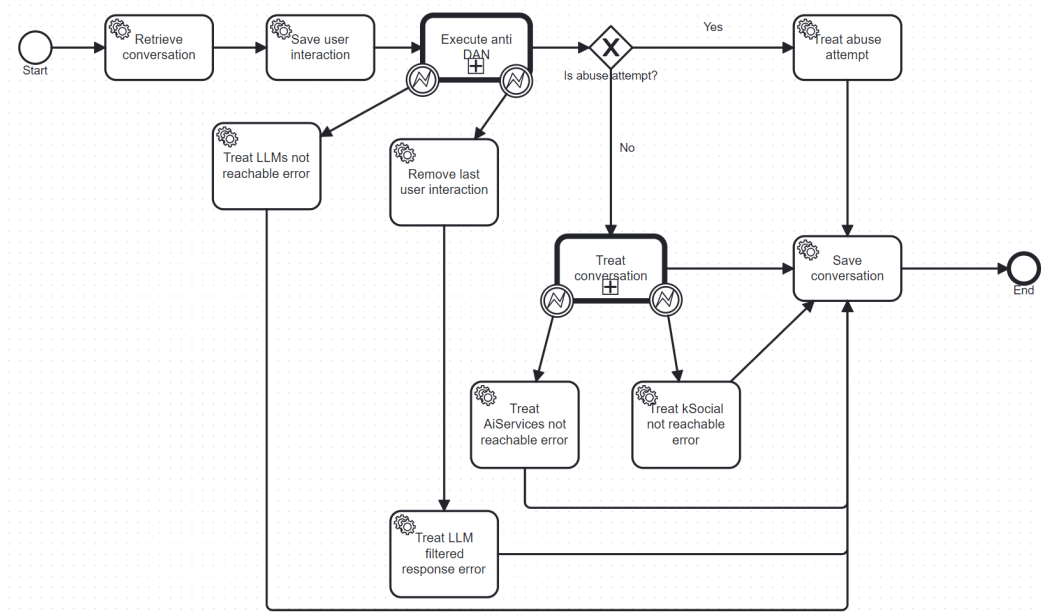 Start
Retrieve
conversation
Save user
interaction
Execute anti
DAN
Is abuse attempt?
Yes
Treat abuse
attempt
No
Treat LLMs not
reachable error
Remove last
user interaction
Treat
conversation
Save
conversation
End
Treat
AiServices not
reachable error
Treat kSocial
not reachable
error
Treat LLM
filtered
response error